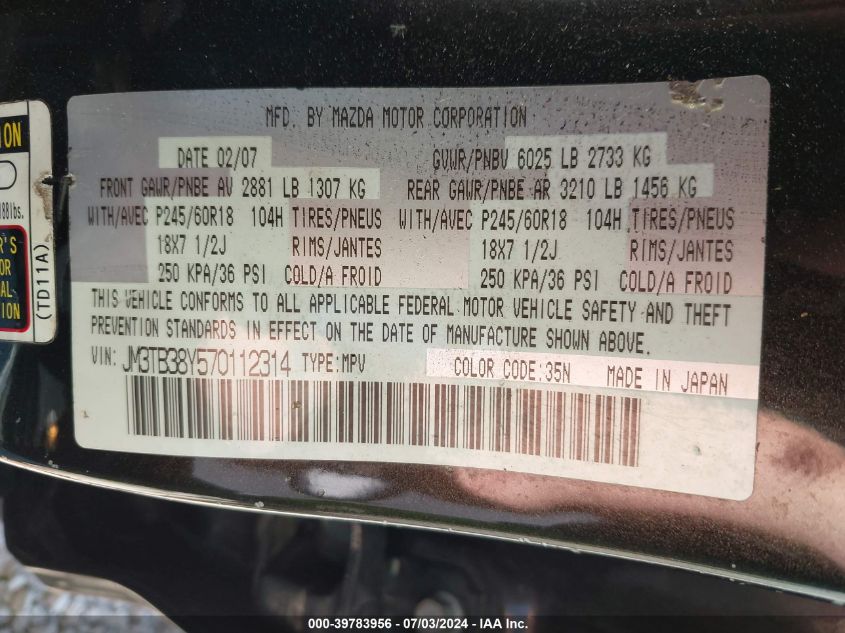 MFD. BY MAZDA MOTOR CORPORATION
DATE 02/07 GVWR/PNBV 6025 LB 2733 KG
FRONT GAWR/PNBE AV 2881 LB 1307 KG REAR GAWR/PNBE AR 3210 LB 1456 KG
WITH/AVEC P245/60R18 104H TIRES/PNEUS WITH/AVEC P245/60R18 104H TIRES/PNEUS
18X7 1/2J RIMS/JANTES 18X7 1/2J RIMS/JANTES
250 KPA/36 PSI COLD/A FROID 250 KPA/36 PSI COLD/A FROID
THIS VEHICLE CONFORMS TO ALL APPLICABLE FEDERAL MOTOR VEHICLE SAFETY AND THEFT
PREVENTION STANDARDS IN EFFECT ON THE DATE OF MANUFACTURE SHOWN ABOVE.
VIN: JM3TB38Y570112314 TYPE:MPV COLOR CODE:35N MADE IN JAPAN
(TD11A)
000-39783956 - 07/03/2024 - IAA Inc.